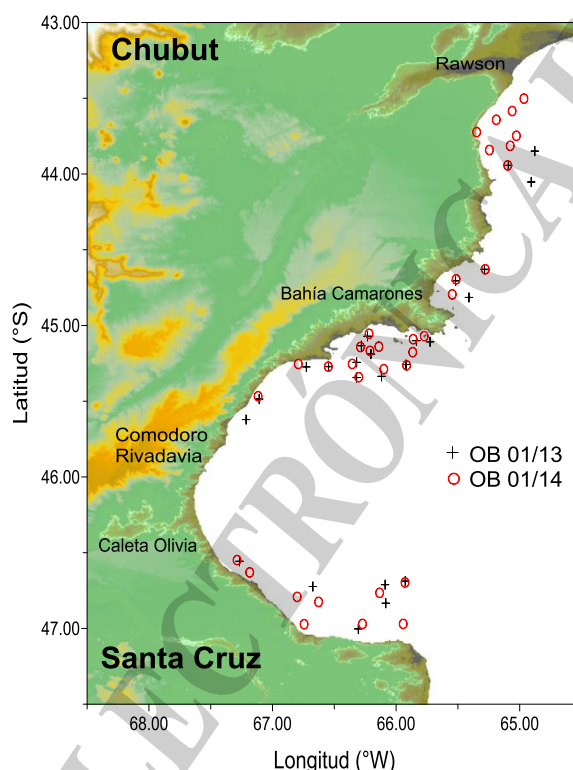 43.00
Chubut
Rawson
44.00
Bahía Camarones
45.00
Latitud (°S)
Comodoro
Rivadavia
+ OB 01/13
OB 01/14
46.00
Caleta Olivia
47.00
Santa Cruz
68.00 67.00 66.00 65.00
Longitud (°W)
LECTRÓNICA